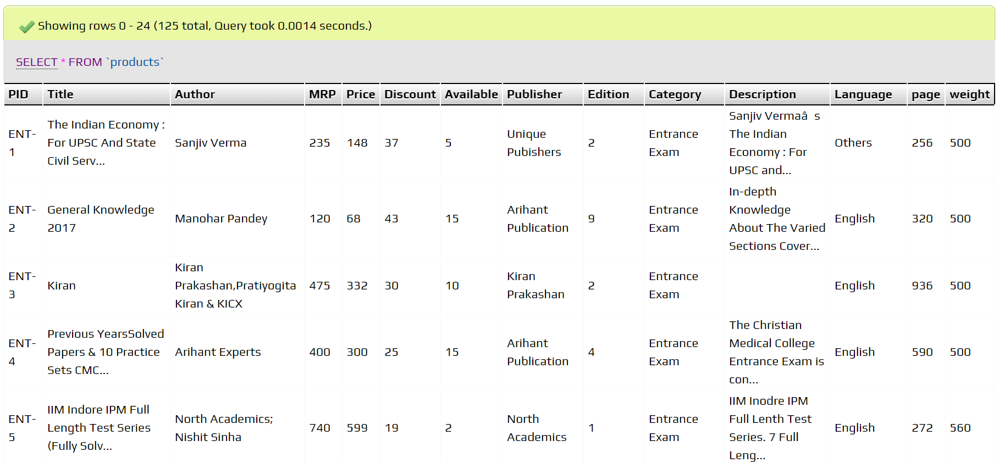 Showing rows 0 - 24 (125 total, Query took 0.0014 seconds.)
SELECT * FROM `products`
PID Title Author MRP Price Discount Available Publisher Edition Category Description Language page weight
ENT-
1
The Indian Economy :
For UPSC And State
Civil Serv...
Sanjiv Verma
235
148
37
5
Unique
Pubishers
2
Entrance
Exam
Sanjiv Vermaâ s
The Indian
Economy : For
UPSC and...
Others
256
500
ENT-
2
General Knowledge
2017
Manohar Pandey
120
68
43
15
Arihant
Publication
9
Entrance
Exam
In-depth
Knowledge
About The Varied
Sections Cover...
English
320
500
ENT-
3
Kiran
Kiran
Prakashan,Pratiyogita
Kiran & KICX
475
332
30
10
Kiran
Prakashan
2
Entrance
Exam
English
936
500
ENT-
4
Previous YearsSolved
Papers & 10 Practice
Sets CMC...
Arihant Experts
400
300
25
15
Arihant
Publication
4
Entrance
Exam
The Christian
Medical College
Entrance Exam is
con...
English
590
500
ENT-
5
IIM Indore IPM Full
Length Test Series
(Fully Solv...
North Academics;
Nishit Sinha
740
599
19
2
North
Academics
1
Entrance
Exam
IIM Inodre IPM
Full Lenth Test
Series. 7 Full
Leng...
English
272
560